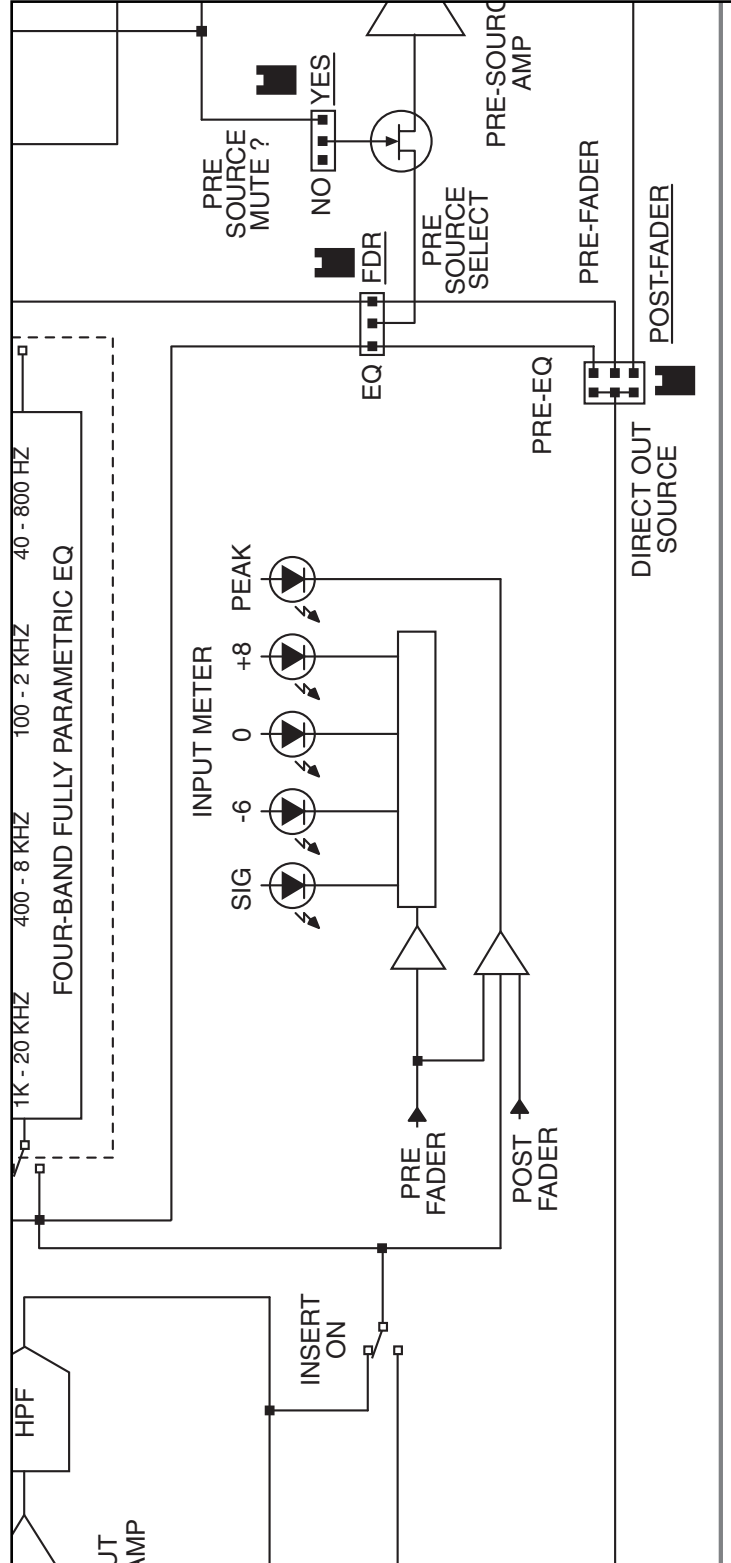 HPF
INSERT
ON
1K - 20 KHZ
400 - 8 KHZ
100 - 2 KHZ
40 - 800 HZ
FOUR-BAND FULLY PARAMETRIC EQ
INPUT METER
SIG
-6
0
+8
PEAK
PRE
FADER
POST
FADER
PRE
SOURCE
MUTE ?
NO
YES
EQ
FDR
PRE
SOURCE
SELECT
PRE-SOURC
AMP
PRE-EQ
PRE-FADER
POST-FADER
DIRECT OUT
SOURCE
UT
AMP